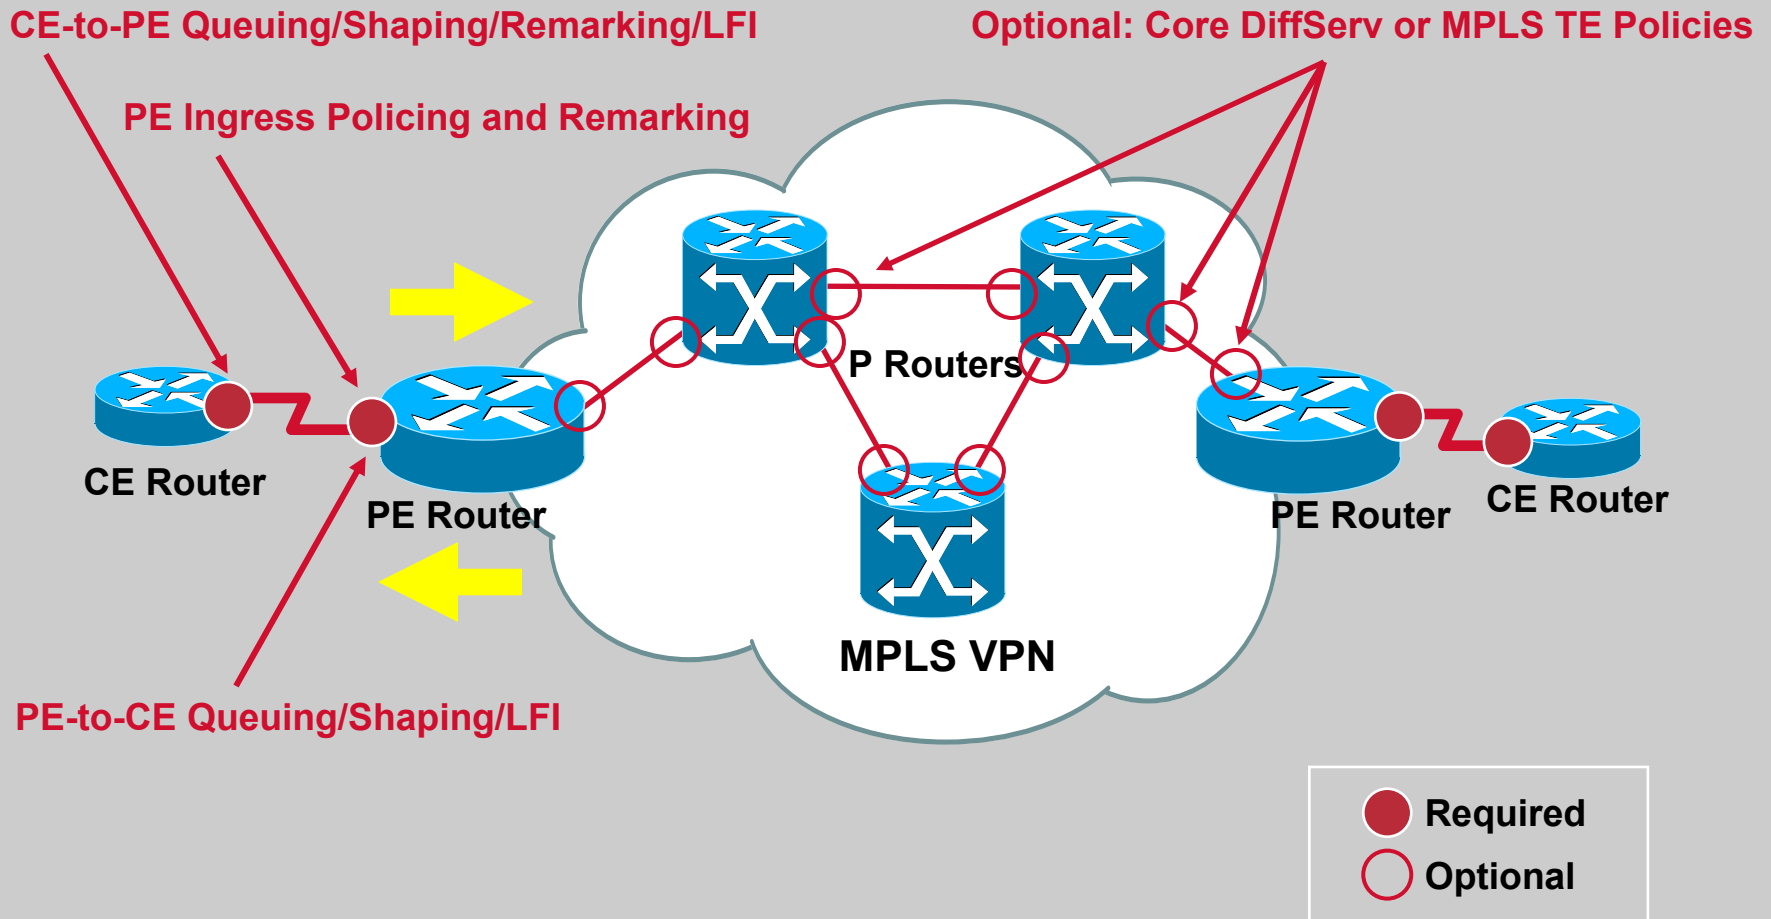 CE-to-PE Queuing/Shaping/Remarking/LFI
Optional: Core DiffServ or MPLS TE Policies
PE Ingress Policing and Remarking
P Routers
CE Router
PE Router
PE Router
CE Router
MPLS VPN
PE-to-CE Queuing/Shaping/LFI
Required
Optional